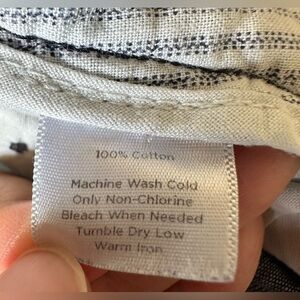 100% Cotton
Machine Wash Cold
Only Non-Chlorine
Bleach When Needed
Tumble Dry Low
Warm Iron